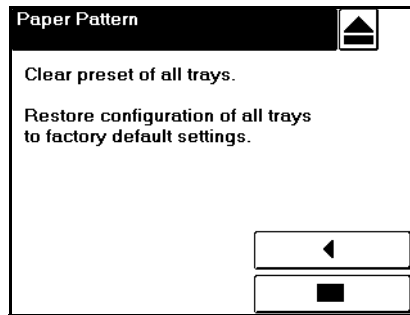 Paper Pattern
Clear preset of all trays.
Restore configuration of all trays
to factory default settings.